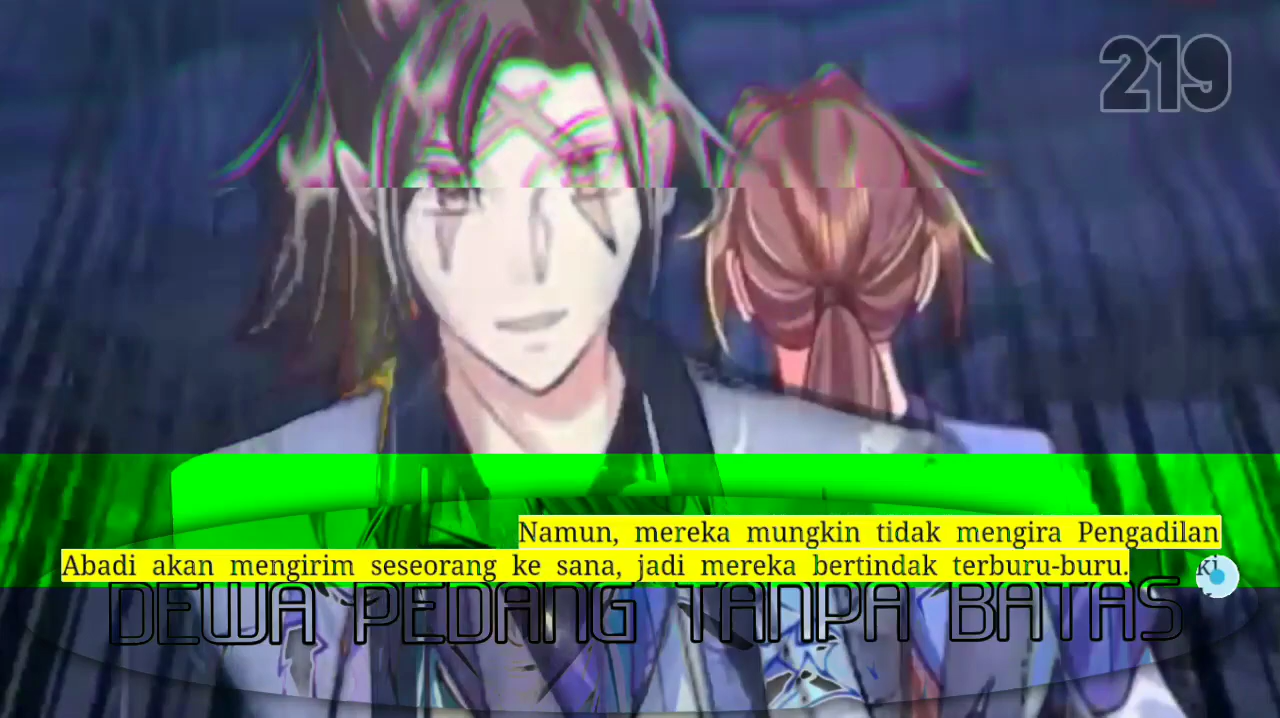 219
Namun, mereka mungkin tidak mengira Pengadilan
Abadi akan mengirim seseorang ke sana, jadi mereka bertindak terburu-buru.
DEWA PEDANG TANPA BATAS